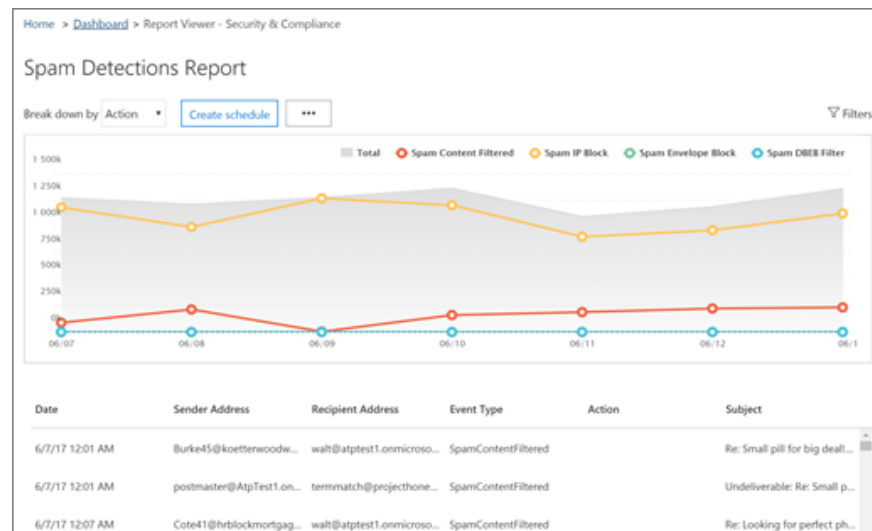 Home > Dashboard > Report Viewer - Security & Compliance
Spam Detections Report
Break down by Action Create schedule ••• Filters
Total Spam Content Filtered Spam IP Block Spam Envelope Block Spam DBEB Filter
1 500k
1 250k
1 000k
750k
500k
250k
0k
06/07 06/08 06/09 06/10 06/11 06/12 06/1
Date Sender Address Recipient Address Event Type Action Subject
6/7/17 12:01 AM Burke45@koetterwoodw... walt@atptest1.onmicroso... SpamContentFiltered Re: Small pill for big deal!...
6/7/17 12:01 AM postmaster@AtpTest1.on... termmatch@projecthone... SpamContentFiltered Undeliverable: Re: Small p...
6/7/17 12:07 AM Cote41@hrblockmortgag... walt@atptest1.onmicroso... SpamContentFiltered Re: Looking for perfect ph...